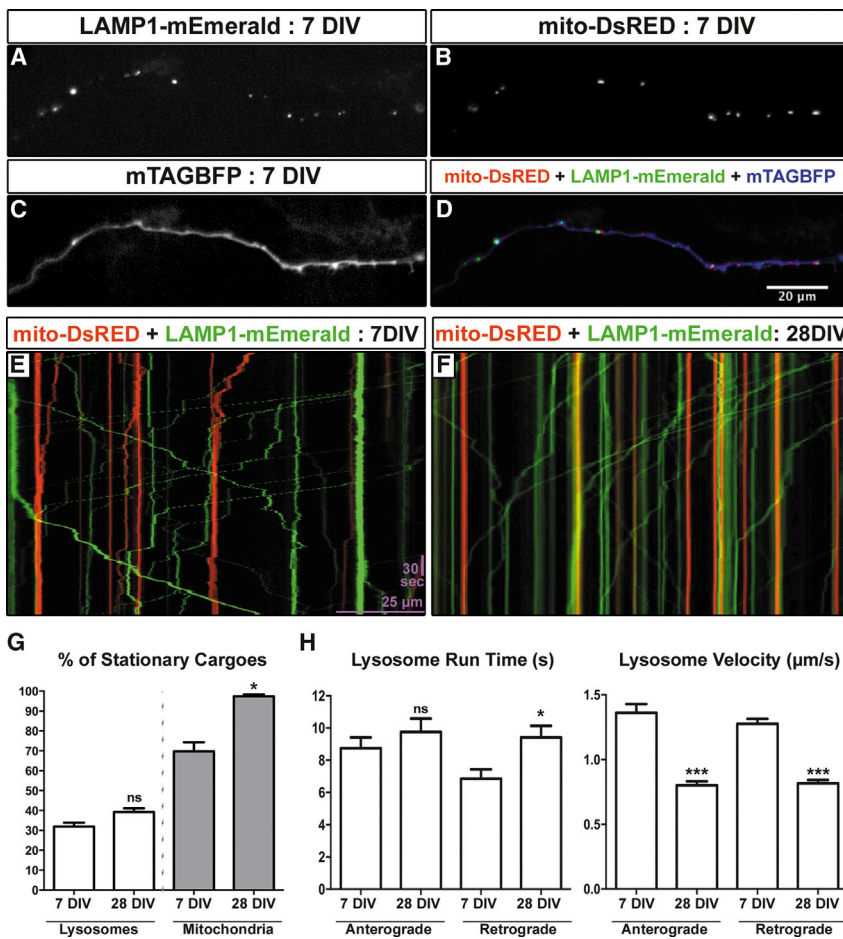 LAMP1-mEmerald : 7 DIV
mito-DsRED : 7 DIV
A
B
mTAGBFP : 7 DIV
mito-DsRED + LAMP1-mEmerald + mTAGBFP
C
D
20 μm
mito-DsRED + LAMP1-mEmerald : 7DIV
mito-DsRED + LAMP1-mEmerald: 28DIV
E
F
30
sec
25 μm
G
% of Stationary Cargoes
100
90
80
70
60
50
40
30
20
10
0
ns
*
7 DIV 28 DIV 7 DIV 28 DIV
Lysosomes Mitochondria
H
Lysosome Run Time (s)
12
10
8
6
4
2
0
ns
*
7 DIV 28 DIV 7 DIV 28 DIV
Anterograde Retrograde
Lysosome Velocity (μm/s)
1.5
1.0
0.5
0.0
***
***
7 DIV 28 DIV 7 DIV 28 DIV
Anterograde Retrograde